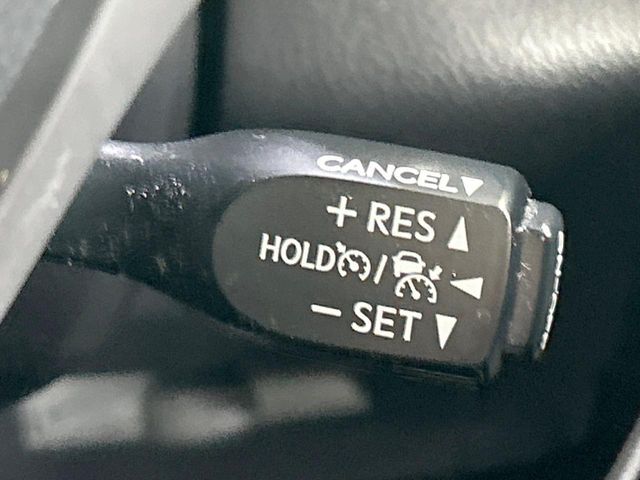 CANCEL▼
+ RES ▲
HOLD / ◀
− SET ▼